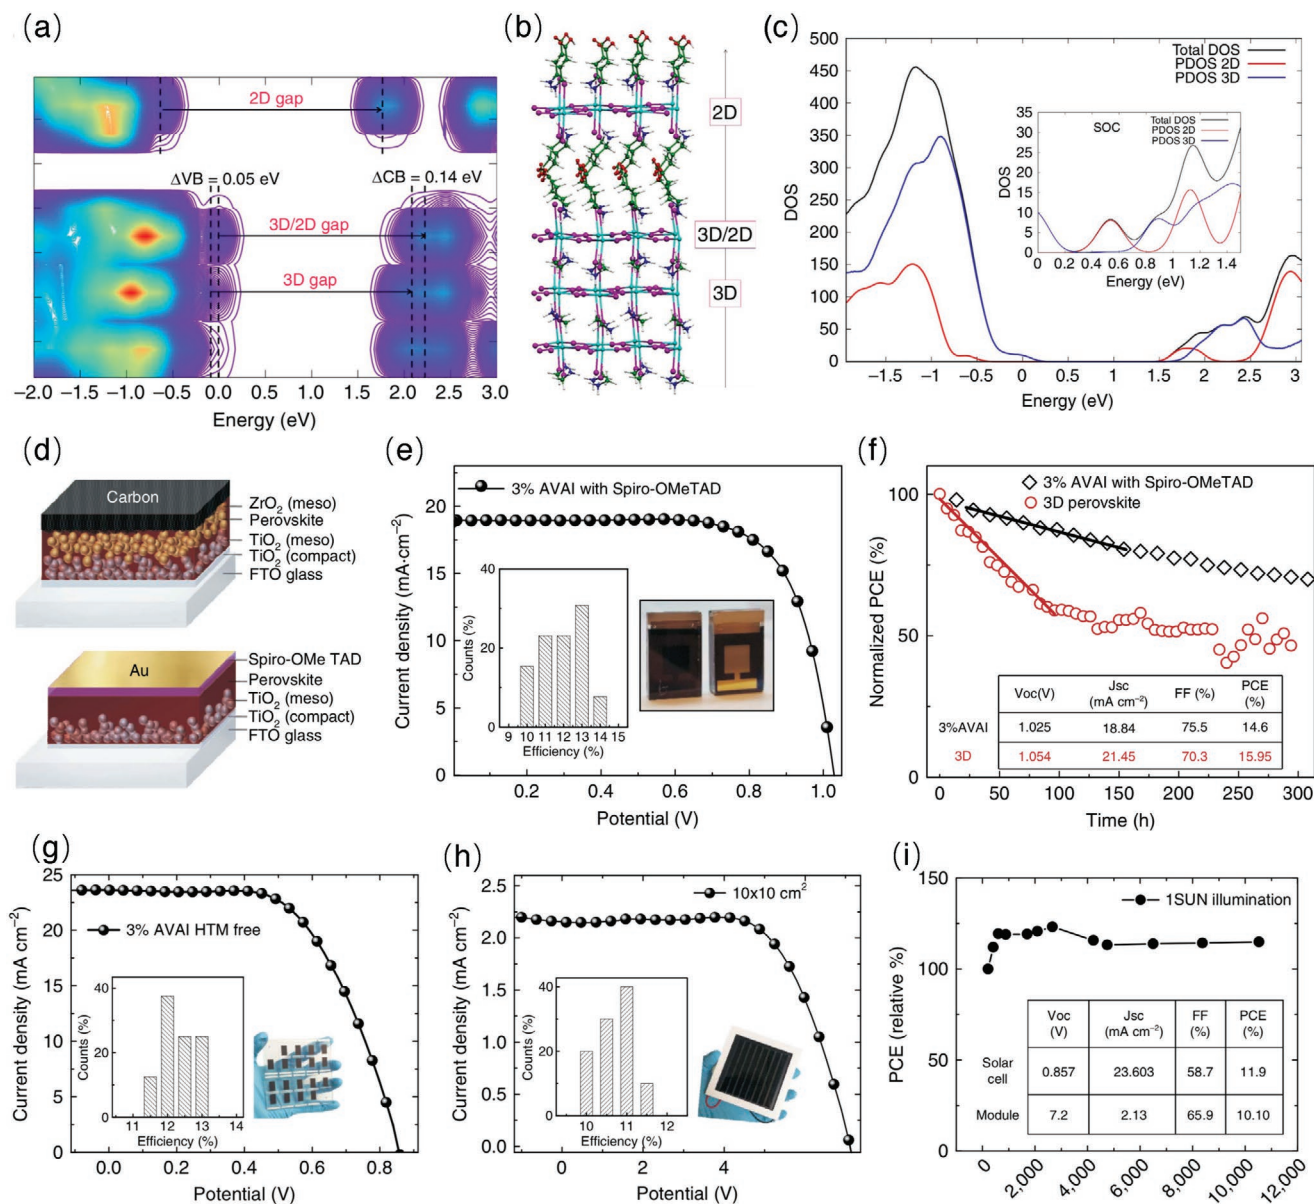 (a)
2D gap
ΔVB = 0.05 eV
ΔCB = 0.14 eV
3D/2D gap
3D gap
−2.0 −1.5 −1.0 −0.5 0.0 0.5 1.0 1.5 2.0 2.5 3.0
Energy (eV)
(b)
2D
3D/2D
3D
(c)
500
450
400
350
300
250
200
150
100
50
0
DOS
Total DOS
PDOS 2D
PDOS 3D
−1.5 −1 −0.5 0 0.5 1 1.5 2 2.5 3
Energy (eV)
35
30
25
20
15
10
5
0
DOS
SOC
Total DOS
PDOS 2D
PDOS 3D
0 0.2 0.4 0.6 0.8 1 1.2 1.4
Energy (eV)
(d)
Carbon
ZrO2 (meso)
Perovskite
TiO2 (meso)
TiO2 (compact)
FTO glass
Au
Spiro-OMe TAD
Perovskite
TiO2 (meso)
TiO2 (compact)
FTO glass
(e)
24
20
16
12
8
4
0
Current density (mA·cm−2)
3% AVAI with Spiro-OMeTAD
40
20
0
Counts (%)
9 10 11 12 13 14 15
Efficiency (%)
0.2 0.4 0.6 0.8 1.0
Potential (V)
(f)
100
50
0
Normalized PCE (%)
3% AVAI with Spiro-OMeTAD
3D perovskite
Voc(V) Jsc (mA cm−2) FF (%) PCE (%)
3%AVAI 1.025 18.84 75.5 14.6
3D 1.054 21.45 70.3 15.95
0 50 100 150 200 250 300
Time (h)
(g)
25
20
15
10
5
0
Current density (mA cm−2)
3% AVAI HTM free
40
20
0
Counts (%)
11 12 13 14
Efficiency (%)
0.0 0.2 0.4 0.6 0.8
Potential (V)
(h)
2.5
2.0
1.5
1.0
0.5
0.0
Current density (mA cm−2)
10x10 cm2
40
20
0
Counts (%)
10 11 12
Efficiency (%)
0 2 4 6
Potential (V)
(i)
150
100
50
0
PCE (relative %)
1SUN illumination
Voc (V) Jsc (mA cm−2) FF (%) PCE (%)
Solar cell 0.857 23.603 58.7 11.9
Module 7.2 2.13 65.9 10.10
0 2,000 4,000 6,000 8,000 10,000 12,000